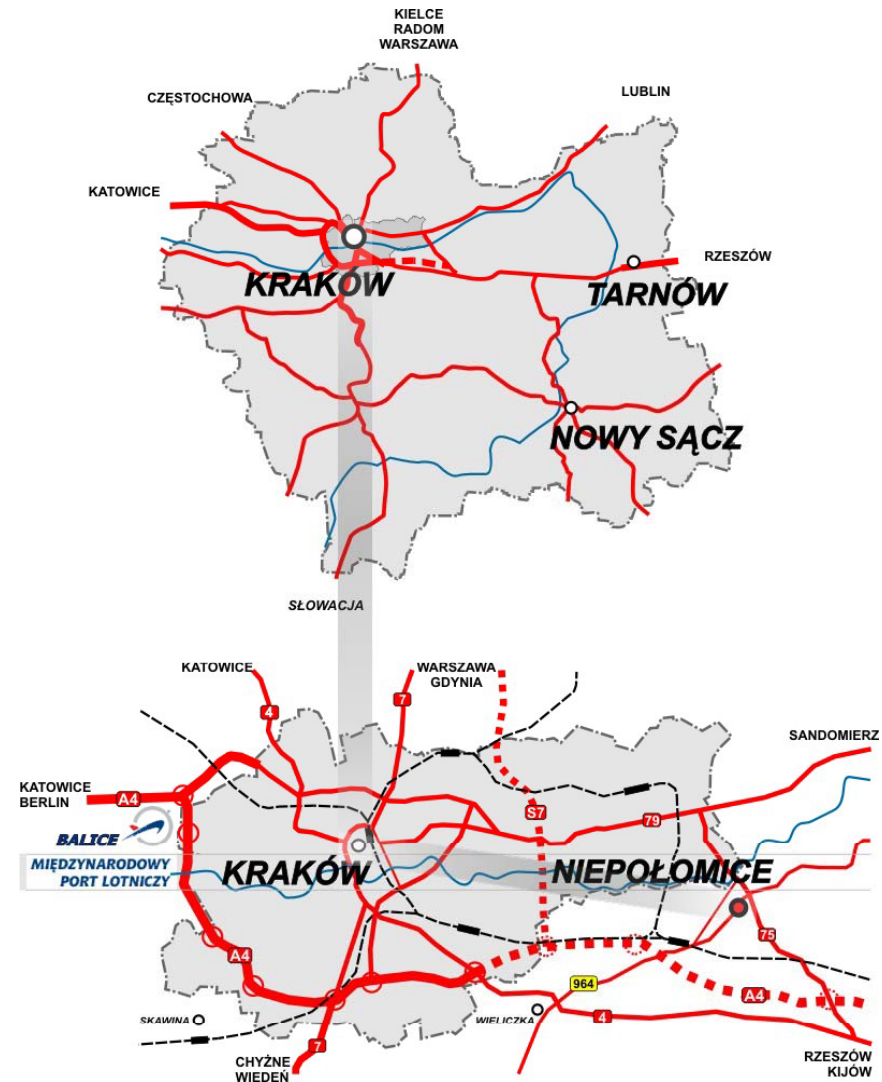 KIELCE
RADOM
WARSZAWA
CZĘSTOCHOWA
LUBLIN
KATOWICE
RZESZÓW
KRAKÓW
TARNÓW
NOWY SĄCZ
SŁOWACJA
KATOWICE
WARSZAWA
GDYNIA
4
7
SANDOMIERZ
KATOWICE
BERLIN
A4
S7
79
BALICE
MIĘDZYNARODOWY
PORT LOTNICZY
KRAKÓW
NIEPOŁOMICE
75
A4
964
A4
SKAWINA
WIELICZKA
4
7
CHYŻNE
WIEDEŃ
RZESZÓW
KIJÓW